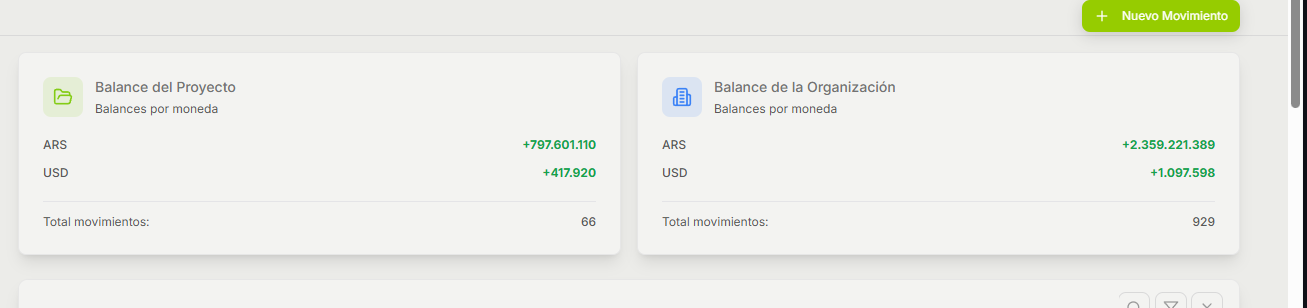 Nuevo Movimiento
Balance del Proyecto
Balances por moneda
ARS +797.601.110
USD +417.920
Total movimientos: 66
Balance de la Organización
Balances por moneda
ARS +2.359.221.389
USD +1.097.598
Total movimientos: 929